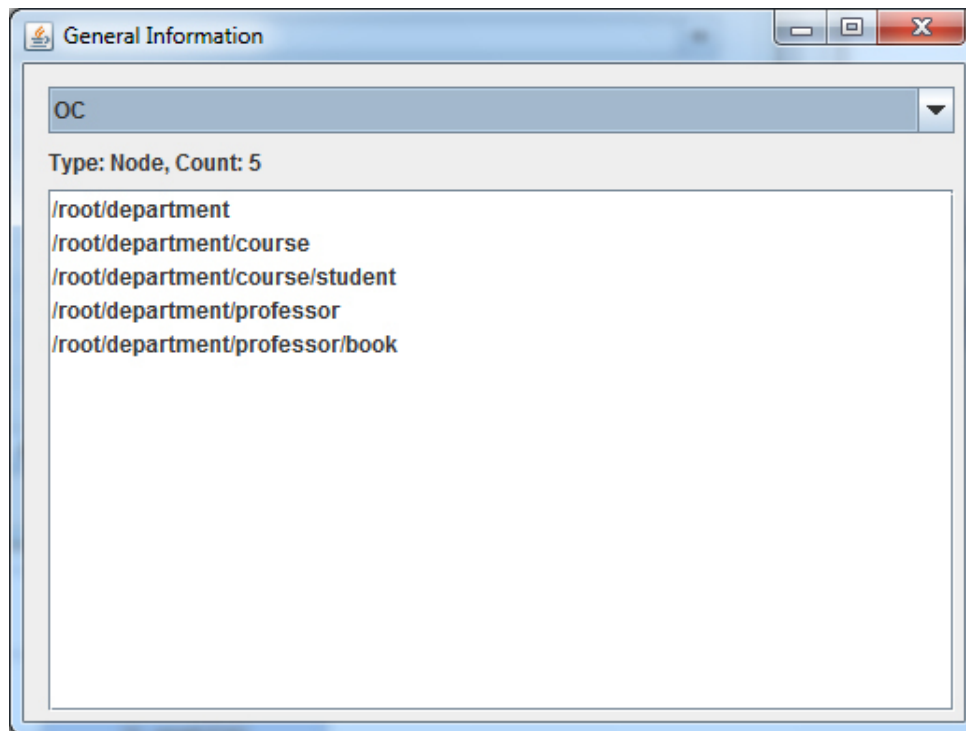 General Information
OC
Type: Node, Count: 5
/root/department
/root/department/course
/root/department/course/student
/root/department/professor
/root/department/professor/book